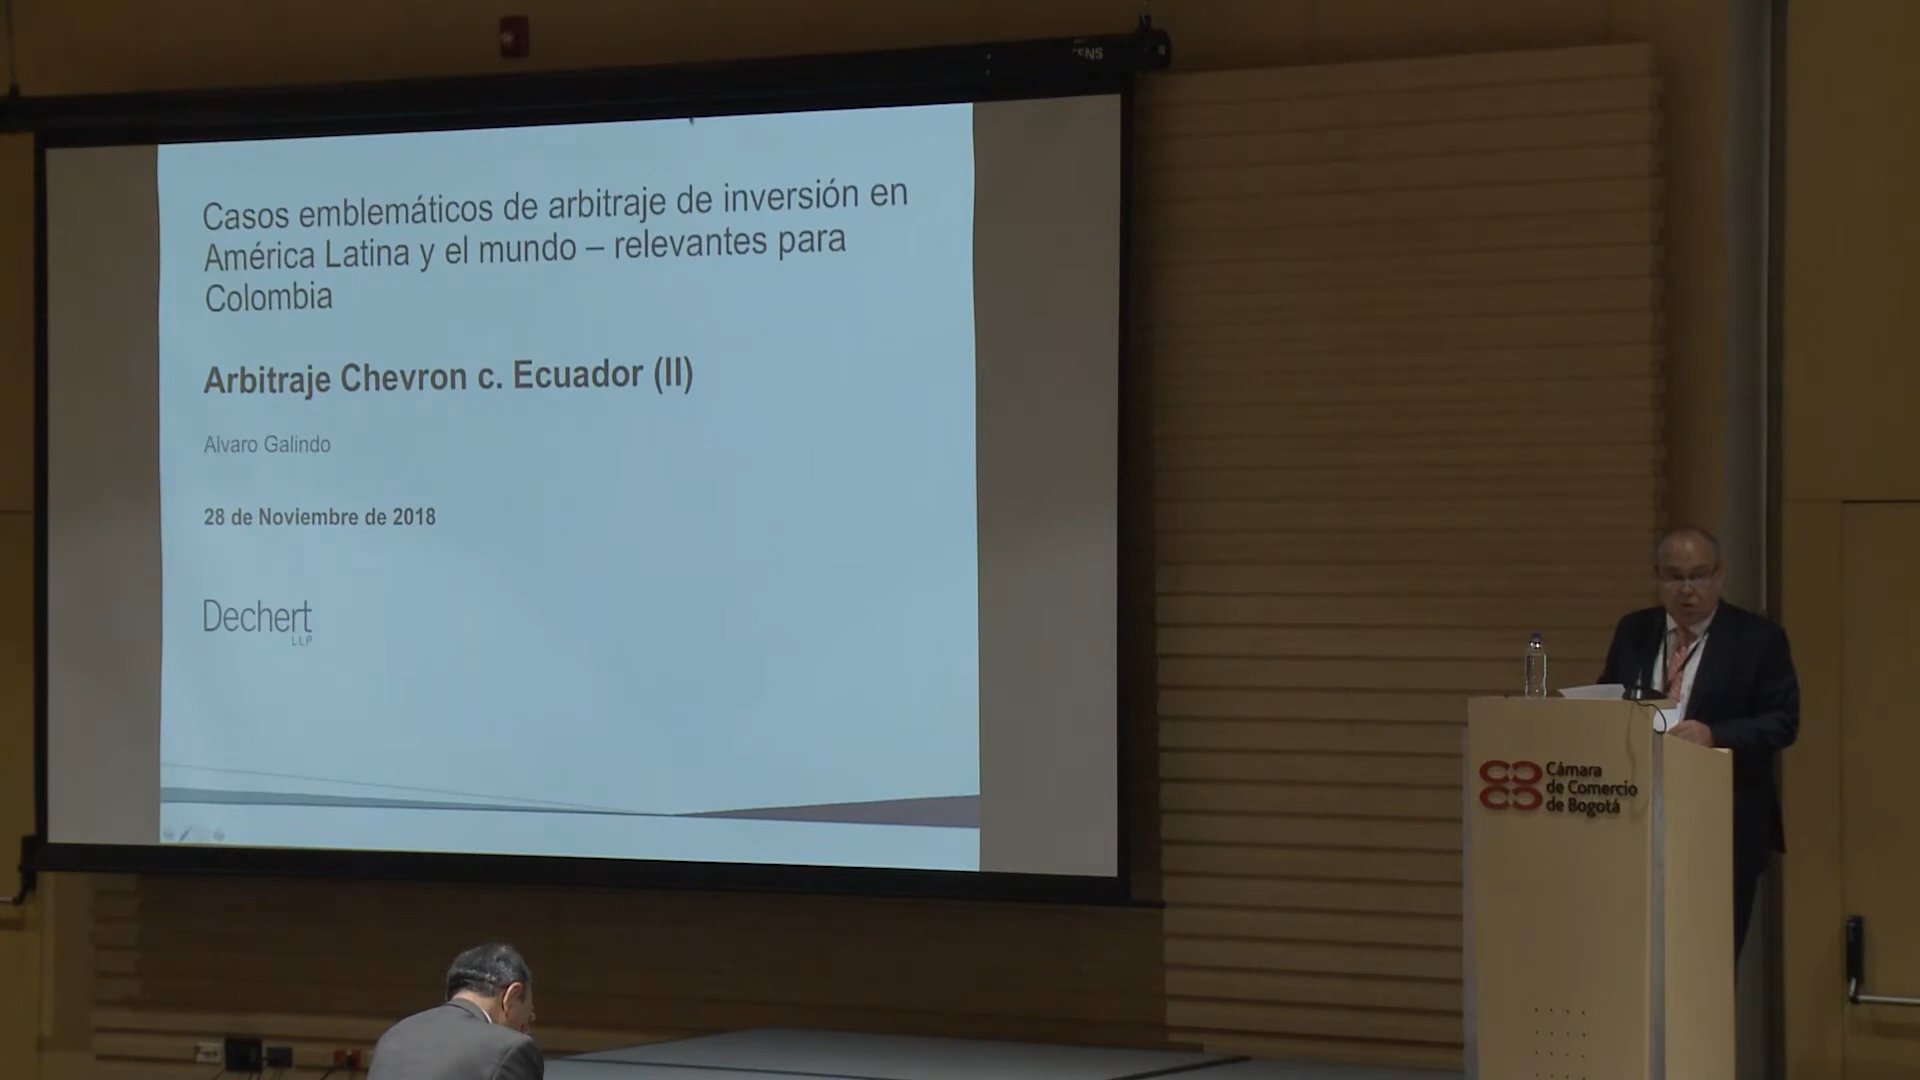 Casos emblemáticos de arbitraje de inversión en
América Latina y el mundo – relevantes para
Colombia
Arbitraje Chevron c. Ecuador (II)
Alvaro Galindo
28 de Noviembre de 2018
Dechert
LLP
Cámara
de Comercio
de Bogotá